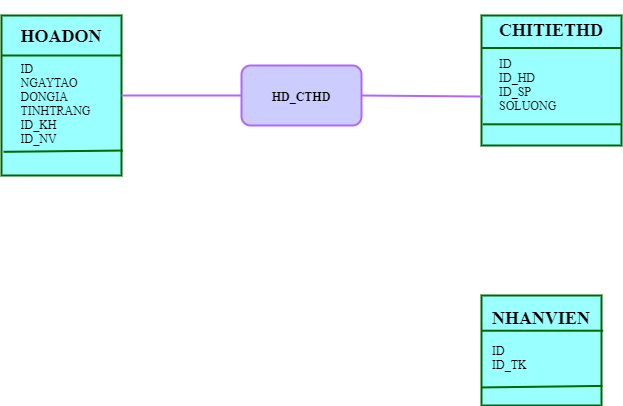 HOADON
ID
NGAYTAO
DONGIA
TINHTRANG
ID_KH
ID_NV
HD_CTHD
CHITIETHD
ID
ID_HD
ID_SP
SOLUONG
NHANVIEN
ID
ID_TK